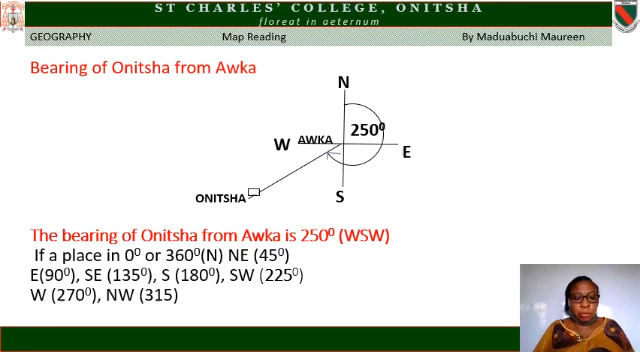 ST CHARLES' COLLEGE, ONITSHA
floreat in aeternum
GEOGRAPHY Map Reading By Maduabuchi Maureen
Bearing of Onitsha from Awka
N
250⁰
W AWKA E
ONITSHA S
The bearing of Onitsha from Awka is 250⁰ (WSW)
If a place in 0⁰ or 360⁰(N) NE (45⁰)
E(90⁰), SE (135⁰), S (180⁰), SW (225⁰)
W (270⁰), NW (315)